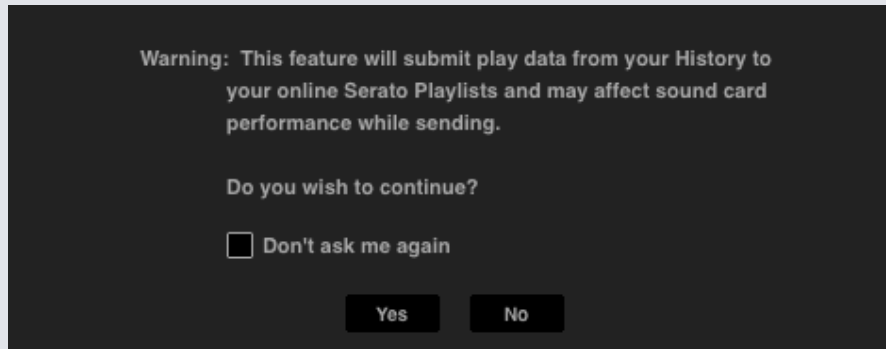 Warning:  This feature will submit play data from your History to
your online Serato Playlists and may affect sound card
performance while sending.
Do you wish to continue?
Don't ask me again
Yes
No